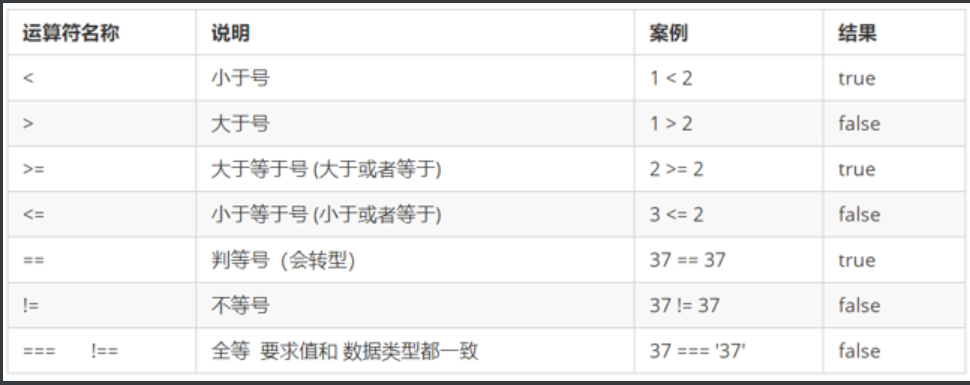 运算符名称 说明 案例 结果
< 小于号 1 < 2 true
> 大于号 1 > 2 false
>= 大于等于号 (大于或者等于) 2 >= 2 true
<= 小于等于号 (小于或者等于) 3 <= 2 false
== 判等号（会转型） 37 == 37 true
!= 不等号 37 != 37 false
=== !== 全等 要求值和 数据类型都一致 37 === '37' false